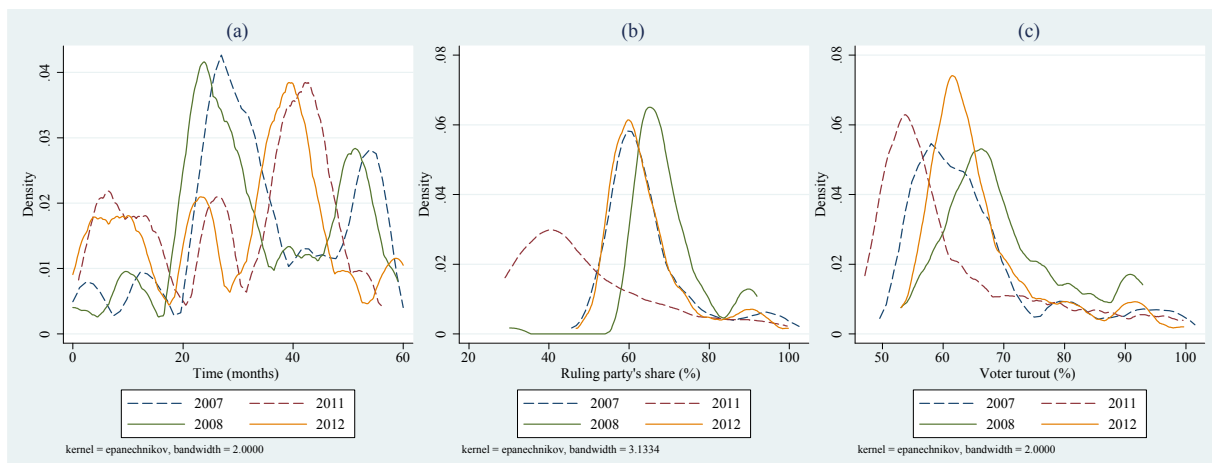 (a)
Density
0 .01 .02 .03 .04
0 20 40 60
Time (months)
2007 2011
2008 2012
kernel = epanechnikov, bandwidth = 2.0000
(b)
Density
0 .02 .04 .06 .08
20 40 60 80 100
Ruling party's share (%)
2007 2011
2008 2012
kernel = epanechnikov, bandwidth = 3.1334
(c)
Density
0 .02 .04 .06 .08
50 60 70 80 90 100
Voter turout (%)
2007 2011
2008 2012
kernel = epanechnikov, bandwidth = 2.0000